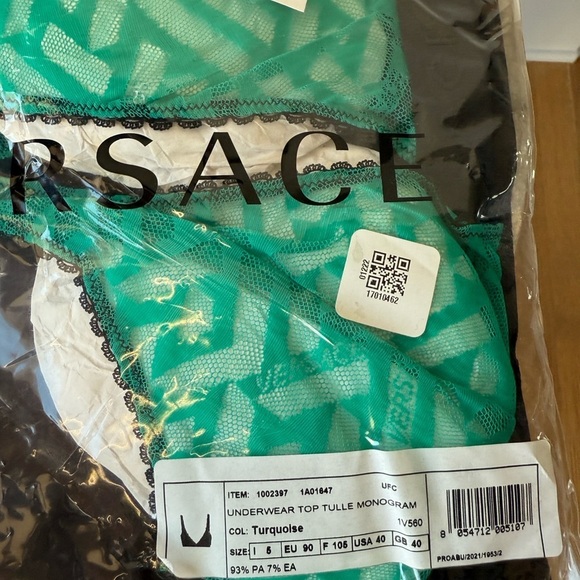 RSACE
01222
17010462
VERS
ITEM: 1002397 1A01647 UFC
UNDERWEAR TOP TULLE MONOGRAM
COL: Turquoise 1V560
SIZE: I 5 EU 90 F 105 USA 40 GB 40
93% PA 7% EA
8 054712 005107
PROABU/2021/1953/2